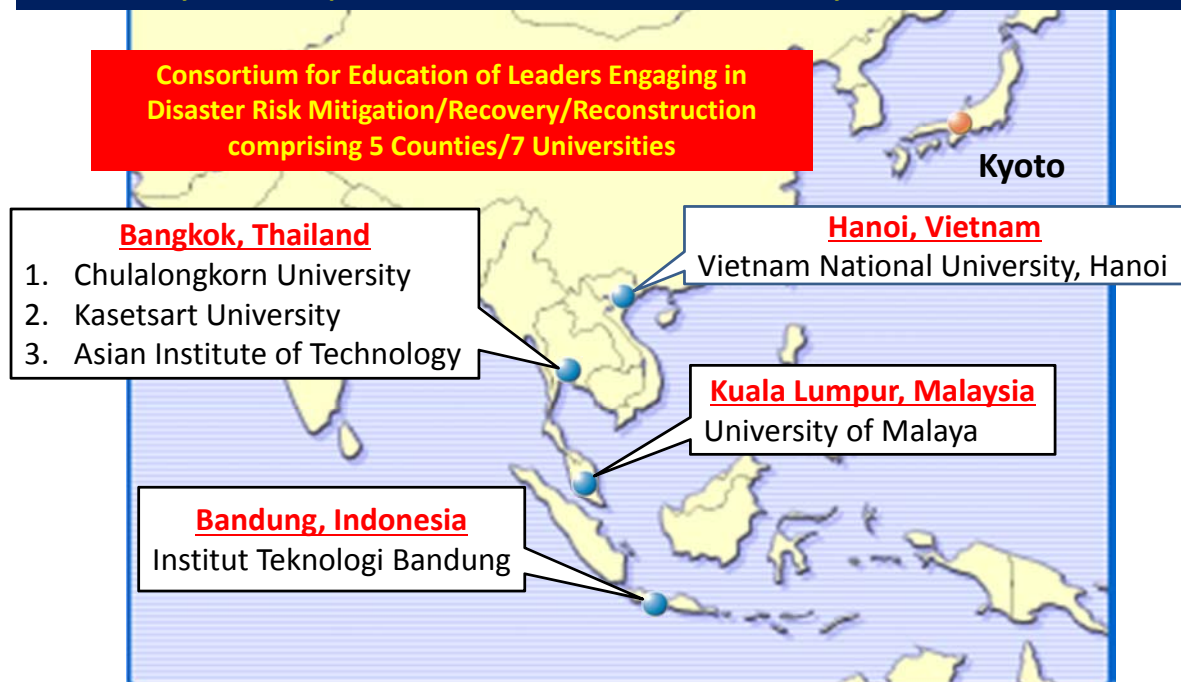 Consortium for Education of Leaders Engaging in
Disaster Risk Mitigation/Recovery/Reconstruction
comprising 5 Counties/7 Universities
Kyoto
Bangkok, Thailand
1. Chulalongkorn University
2. Kasetsart University
3. Asian Institute of Technology
Hanoi, Vietnam
Vietnam National University, Hanoi
Kuala Lumpur, Malaysia
University of Malaya
Bandung, Indonesia
Institut Teknologi Bandung